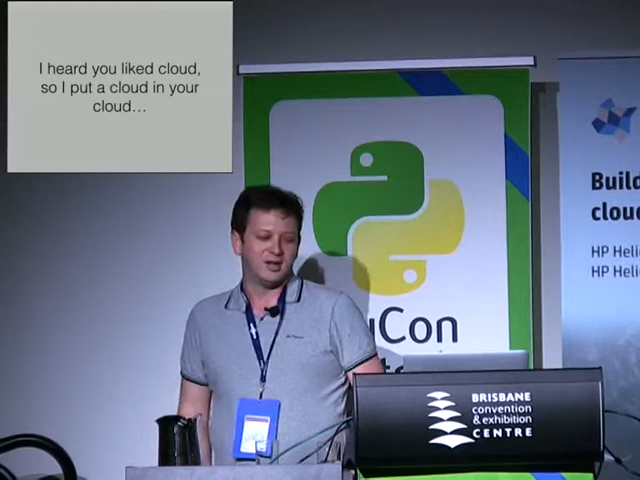 I heard you liked cloud,
so I put a cloud in your
cloud…
Con
Build
cloud
HP Heli
HP Heli
BRISBANE
convention
& exhibition
CENTRE